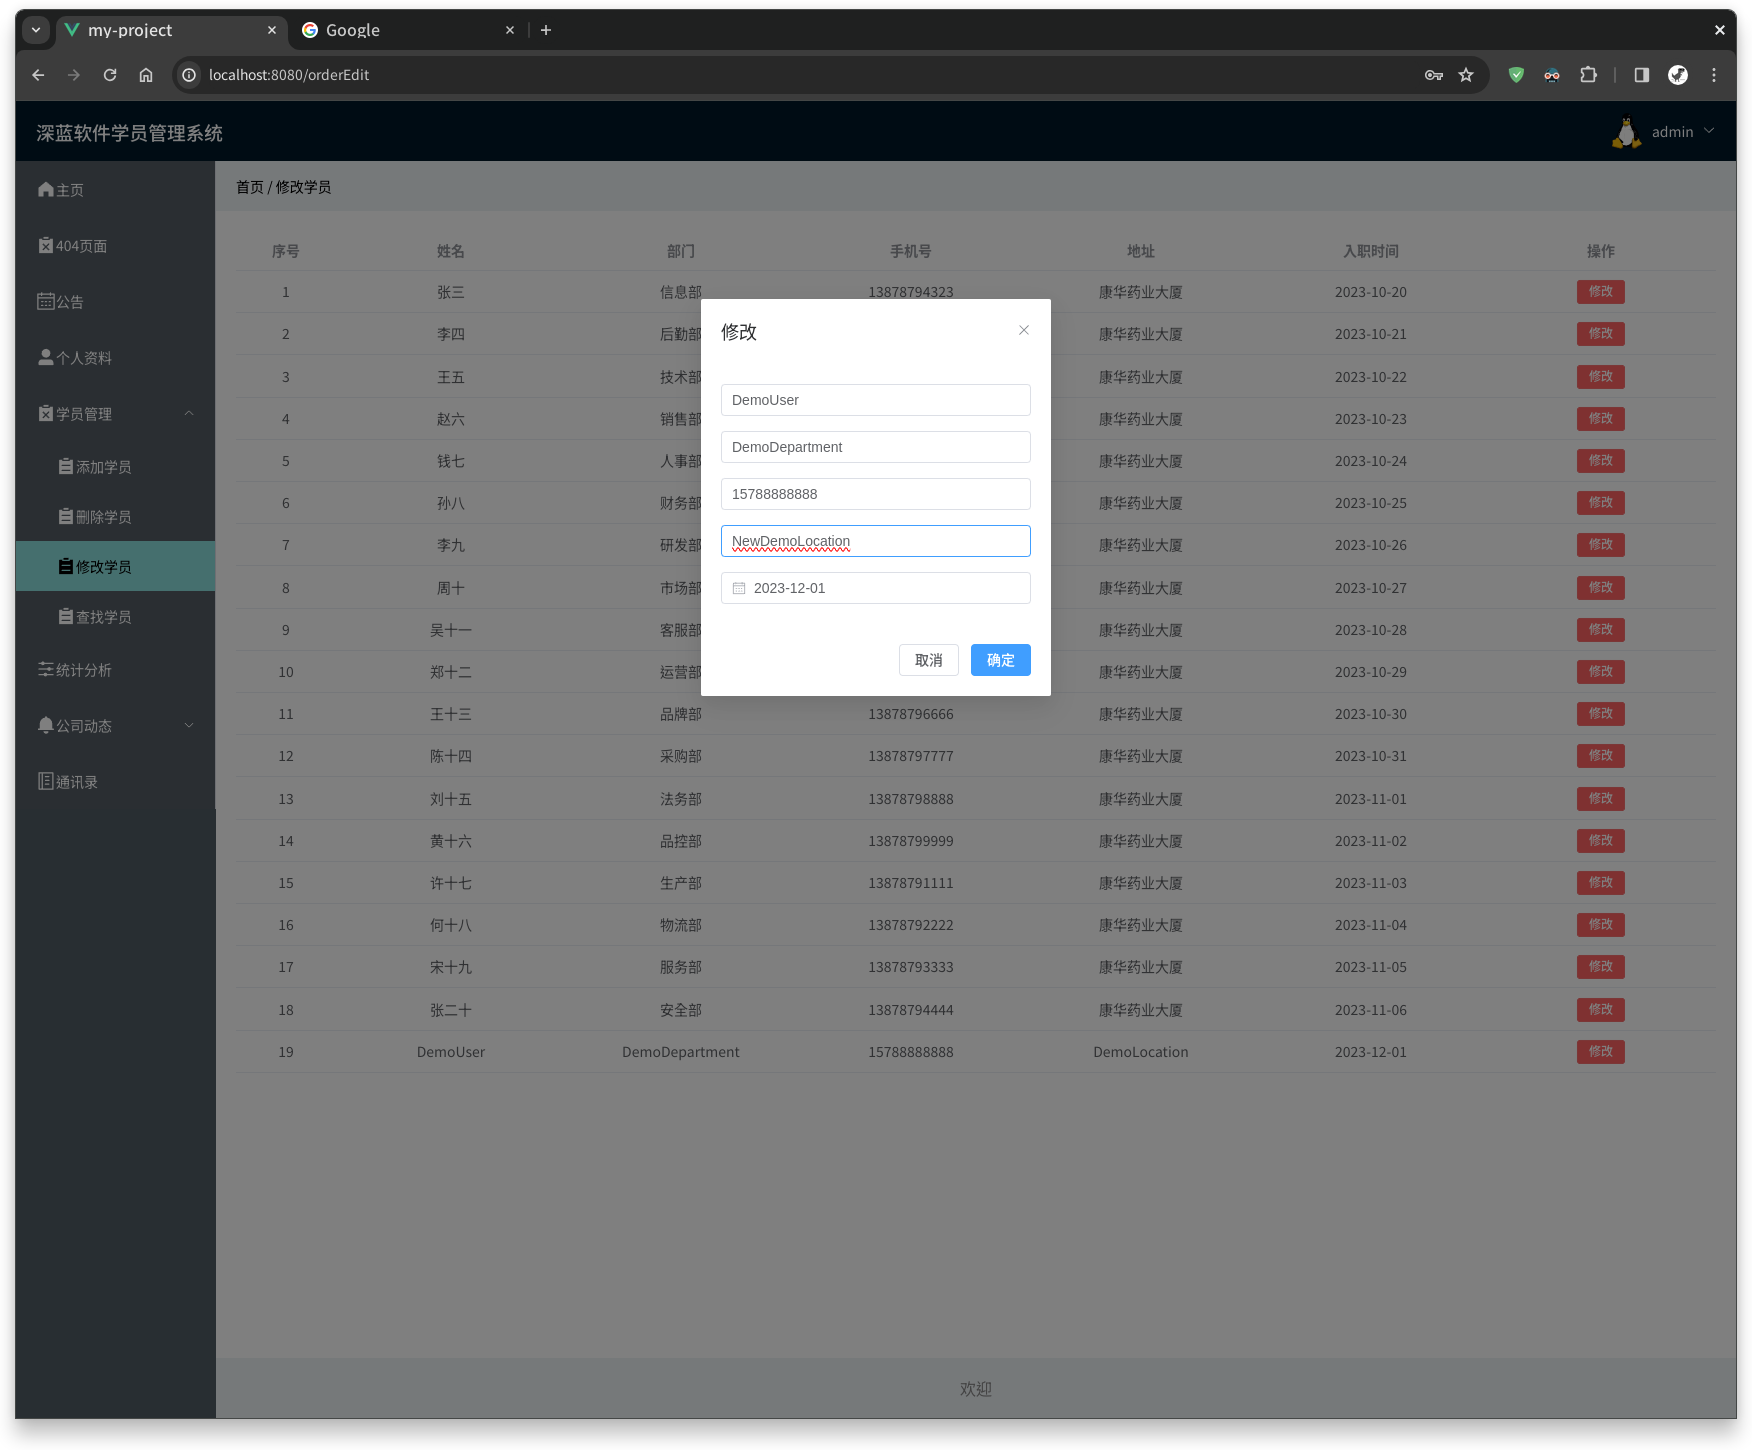 my-project
Google
localhost:8080/orderEdit
深蓝软件学员管理系统
admin
主页
404页面
公告
个人资料
学员管理
添加学员
删除学员
修改学员
查找学员
统计分析
公司动态
通讯录
首页 / 修改学员
序号 姓名 部门 手机号 地址 入职时间 操作
1 张三 信息部 13878794323 康华药业大厦 2023-10-20 修改
2 李四 后勤部 康华药业大厦 2023-10-21 修改
3 王五 技术部 康华药业大厦 2023-10-22 修改
4 赵六 销售部 康华药业大厦 2023-10-23 修改
5 钱七 人事部 康华药业大厦 2023-10-24 修改
6 孙八 财务部 康华药业大厦 2023-10-25 修改
7 李九 研发部 康华药业大厦 2023-10-26 修改
8 周十 市场部 康华药业大厦 2023-10-27 修改
9 吴十一 客服部 康华药业大厦 2023-10-28 修改
10 郑十二 运营部 康华药业大厦 2023-10-29 修改
11 王十三 品牌部 13878796666 康华药业大厦 2023-10-30 修改
12 陈十四 采购部 13878797777 康华药业大厦 2023-10-31 修改
13 刘十五 法务部 13878798888 康华药业大厦 2023-11-01 修改
14 黄十六 品控部 13878799999 康华药业大厦 2023-11-02 修改
15 许十七 生产部 13878791111 康华药业大厦 2023-11-03 修改
16 何十八 物流部 13878792222 康华药业大厦 2023-11-04 修改
17 宋十九 服务部 13878793333 康华药业大厦 2023-11-05 修改
18 张二十 安全部 13878794444 康华药业大厦 2023-11-06 修改
19 DemoUser DemoDepartment 15788888888 DemoLocation 2023-12-01 修改
修改
DemoUser
DemoDepartment
15788888888
NewDemoLocation
2023-12-01
取消 确定
欢迎